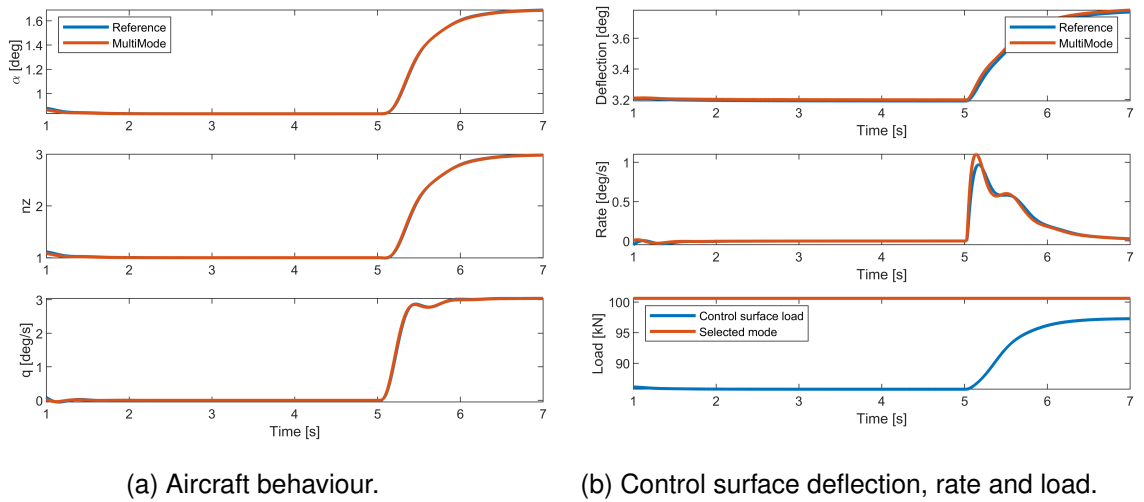 1.6
1.4
1.2
1
α [deg]
Reference
MultiMode
1 2 3 4 5 6 7
3
2
1
nz
1 2 3 4 5 6 7
3
2
1
0
q [deg/s]
1 2 3 4 5 6 7
Time [s]
(a) Aircraft behaviour.
3.6
3.4
3.2
Deflection [deg]
Reference
MultiMode
1 2 3 4 5 6 7
Time [s]
1
0.5
0
Rate [deg/s]
1 2 3 4 5 6 7
Time [s]
100
95
90
Load [kN]
Control surface load
Selected mode
1 2 3 4 5 6 7
Time [s]
(b) Control surface deflection, rate and load.